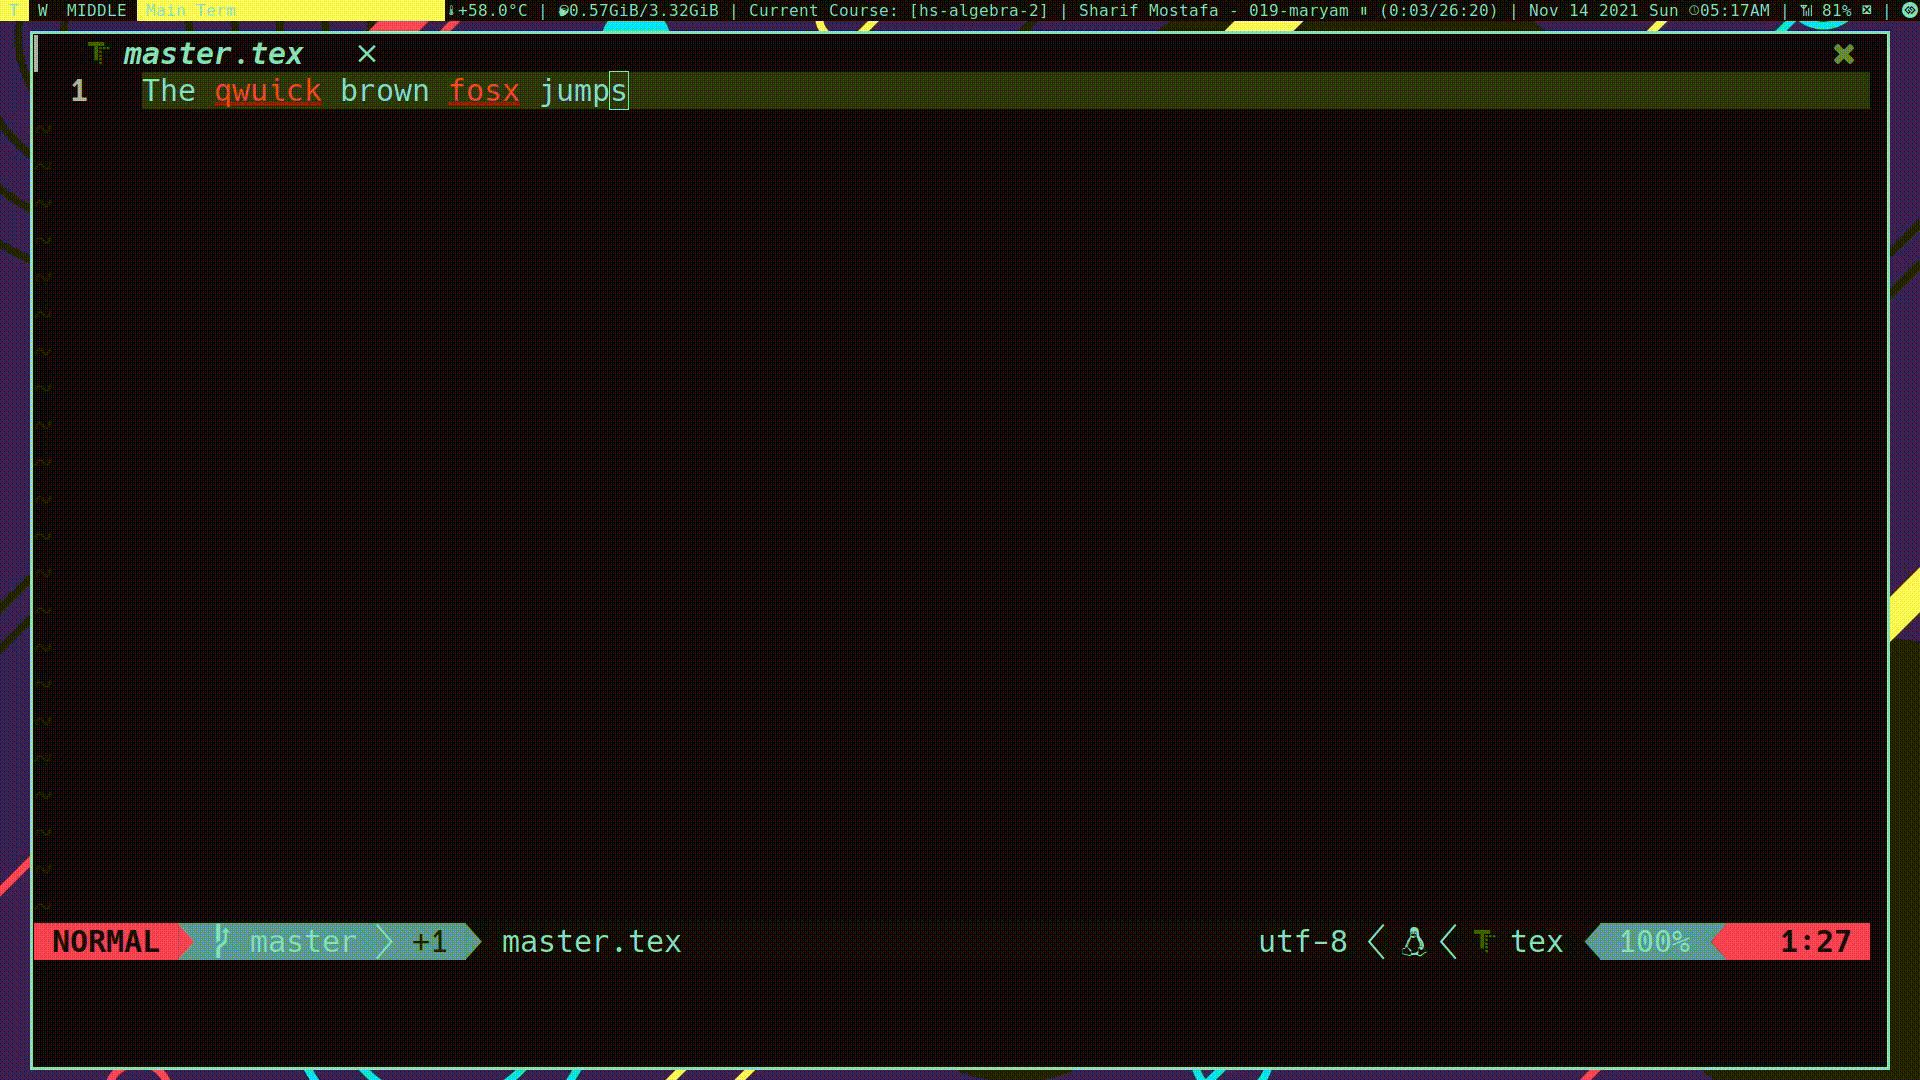 T W MIDDLE Main Term +58.0°C | 0.57GiB/3.32GiB | Current Course: [hs-algebra-2] | Sharif Mostafa - 019-maryam ⏸ (0:03/26:20) | Nov 14 2021 Sun 05:17AM | 81% |
master.tex ×
1 The qwuick brown fosx jumps
NORMAL master +1 master.tex utf-8 tex 100% 1:27